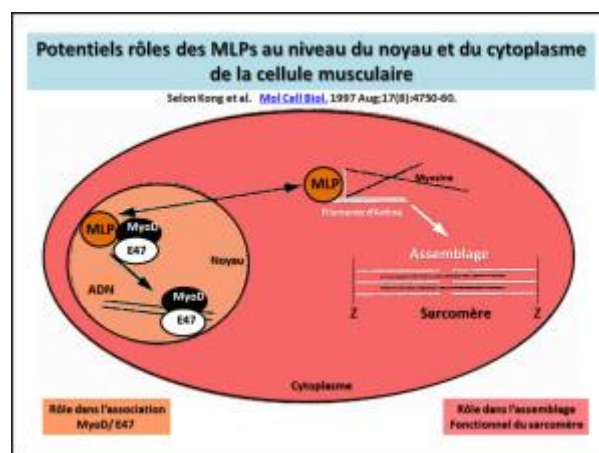 Potentiels rôles des MLPs au niveau du noyau et du cytoplasme
de la cellule musculaire
Selon Kong et al. Mol Cell Biol. 1997 Aug;17(8):4750-60.
MLP
Myosine
Filaments d'Actine
MLP
MyoD
E47
Noyau
Assemblage
ADN
MyoD
E47
Z
Sarcomère
Z
Cytoplasme
Rôle dans l'association
MyoD/ E47
Rôle dans l'assemblage
Fonctionnel du sarcomère